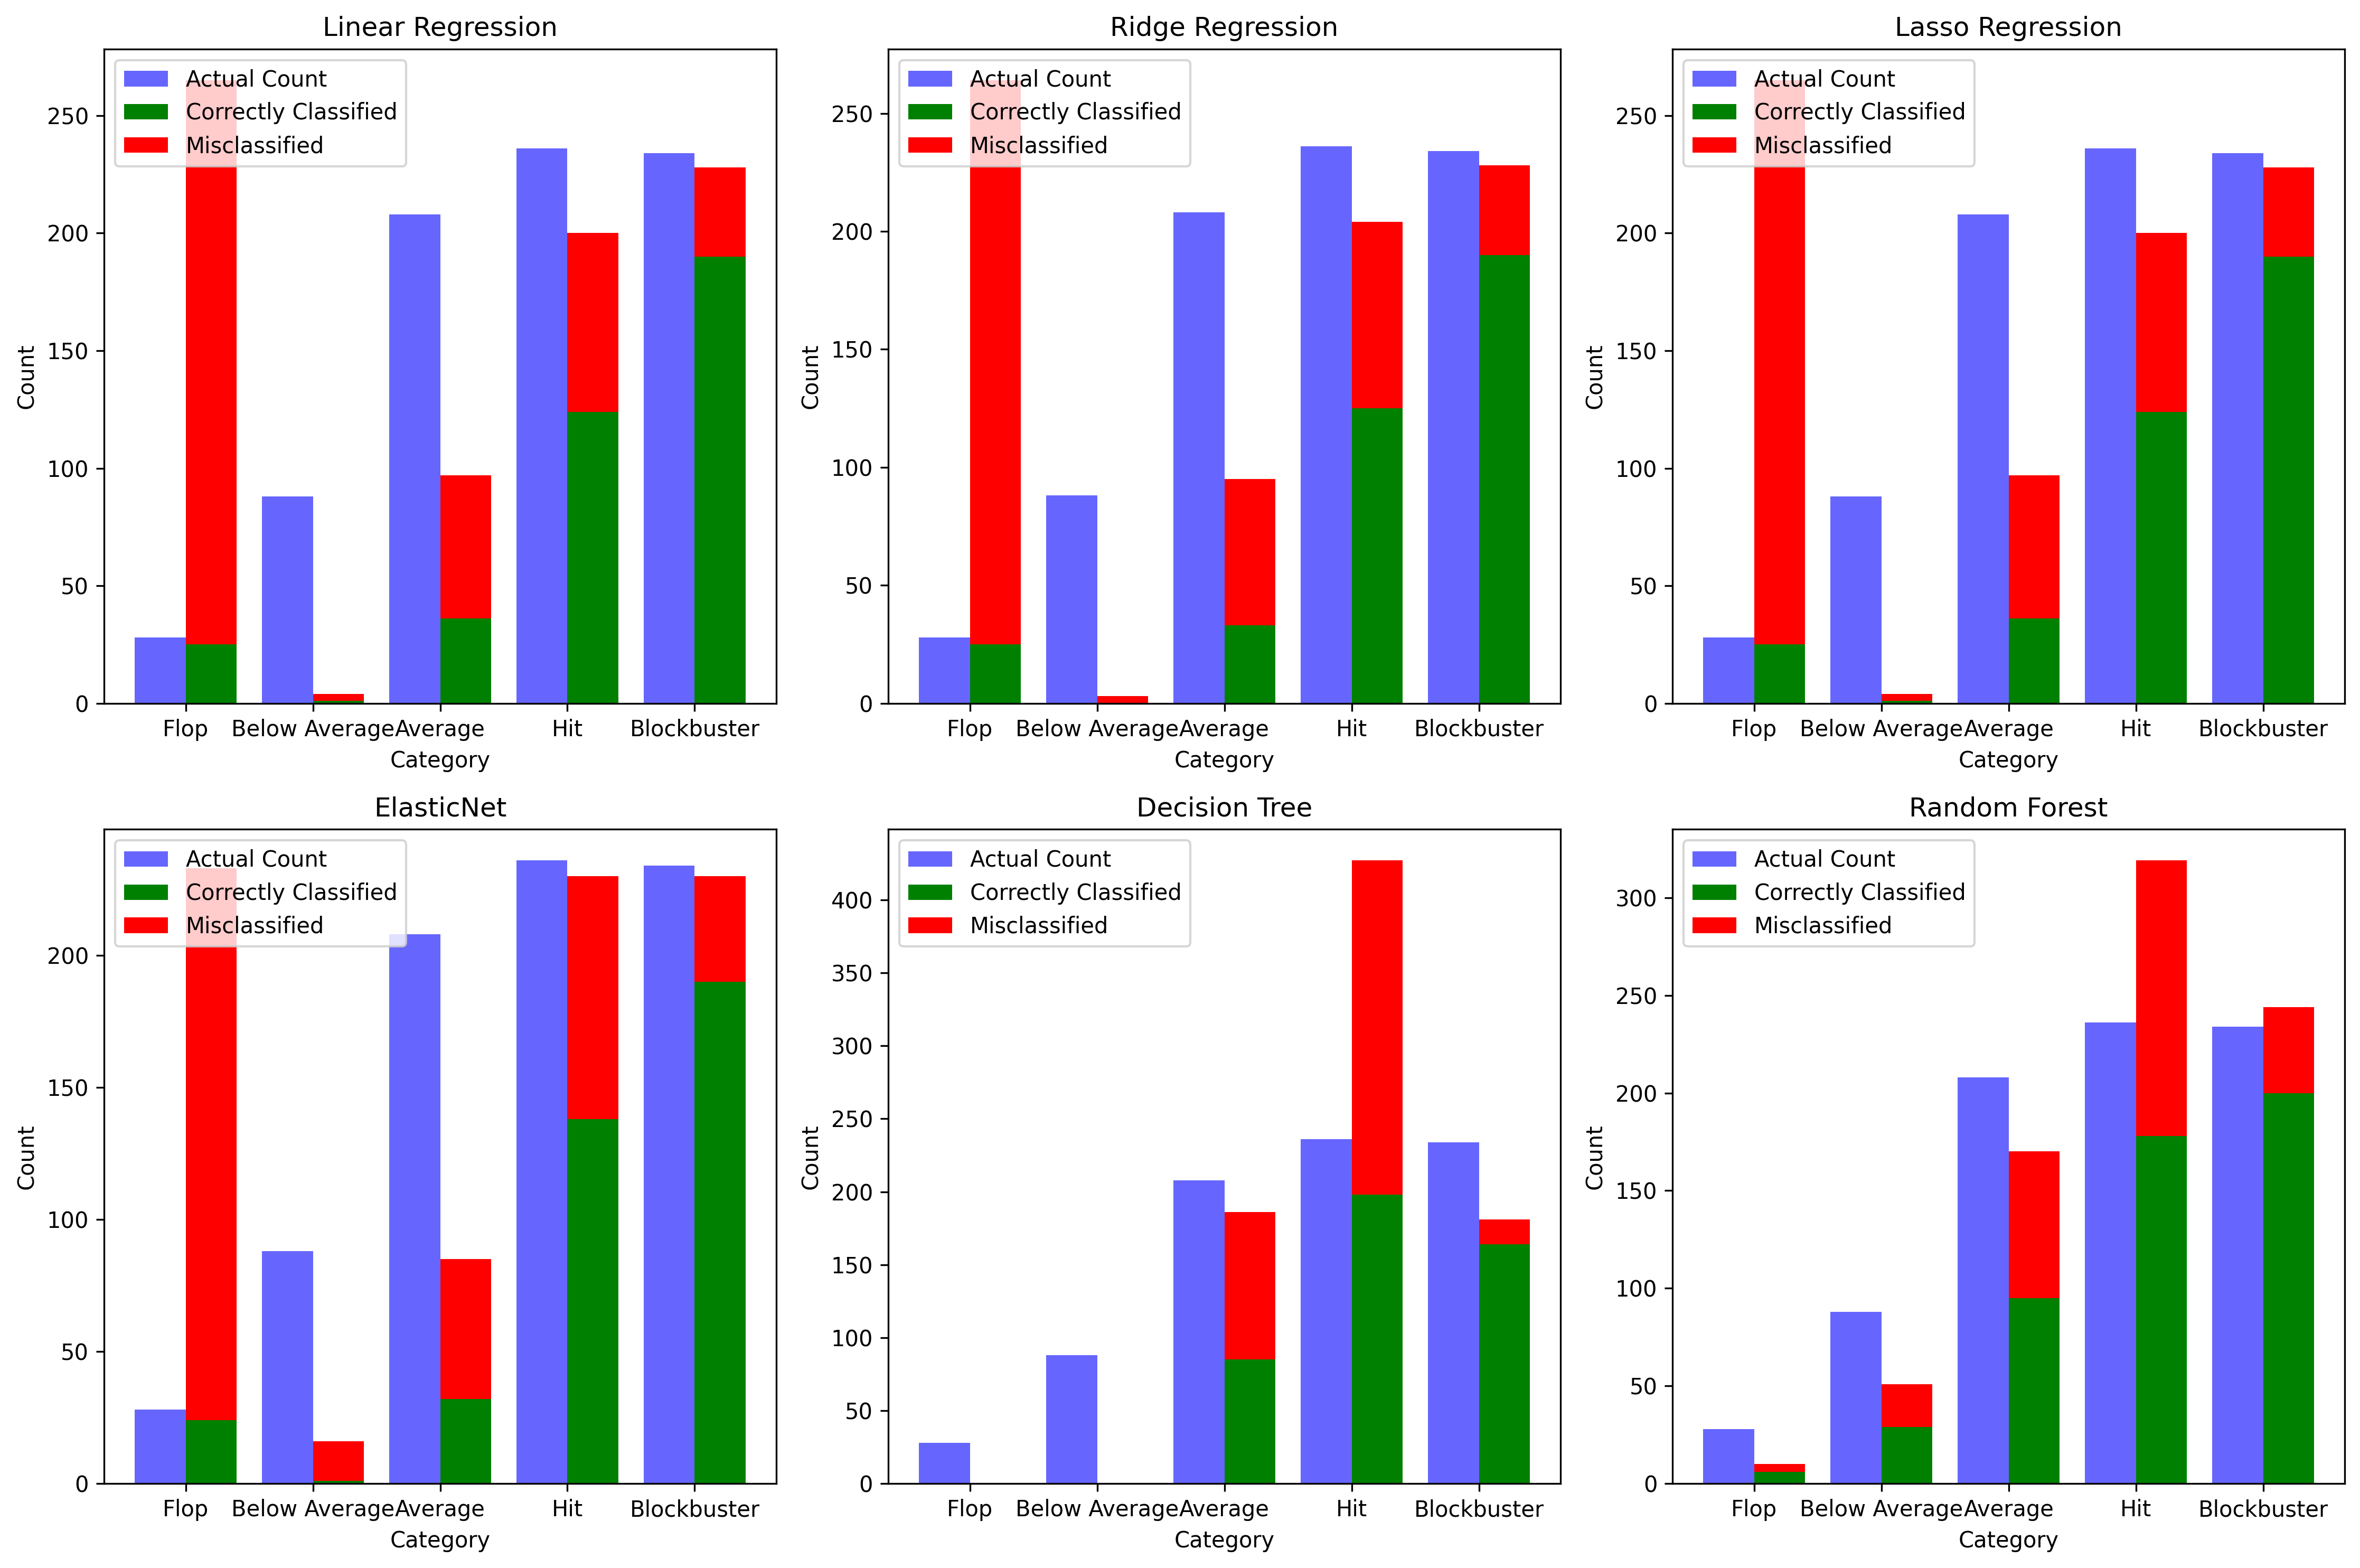 Linear Regression
Actual Count
Correctly Classified
Misclassified
250
200
150
100
50
0
Count
Flop Below Average Average Hit Blockbuster
Category
Ridge Regression
Actual Count
Correctly Classified
Misclassified
250
200
150
100
50
0
Count
Flop Below Average Average Hit Blockbuster
Category
Lasso Regression
Actual Count
Correctly Classified
Misclassified
250
200
150
100
50
0
Count
Flop Below Average Average Hit Blockbuster
Category
ElasticNet
Actual Count
Correctly Classified
Misclassified
200
150
100
50
0
Count
Flop Below Average Average Hit Blockbuster
Category
Decision Tree
Actual Count
Correctly Classified
Misclassified
400
350
300
250
200
150
100
50
0
Count
Flop Below Average Average Hit Blockbuster
Category
Random Forest
Actual Count
Correctly Classified
Misclassified
300
250
200
150
100
50
0
Count
Flop Below Average Average Hit Blockbuster
Category